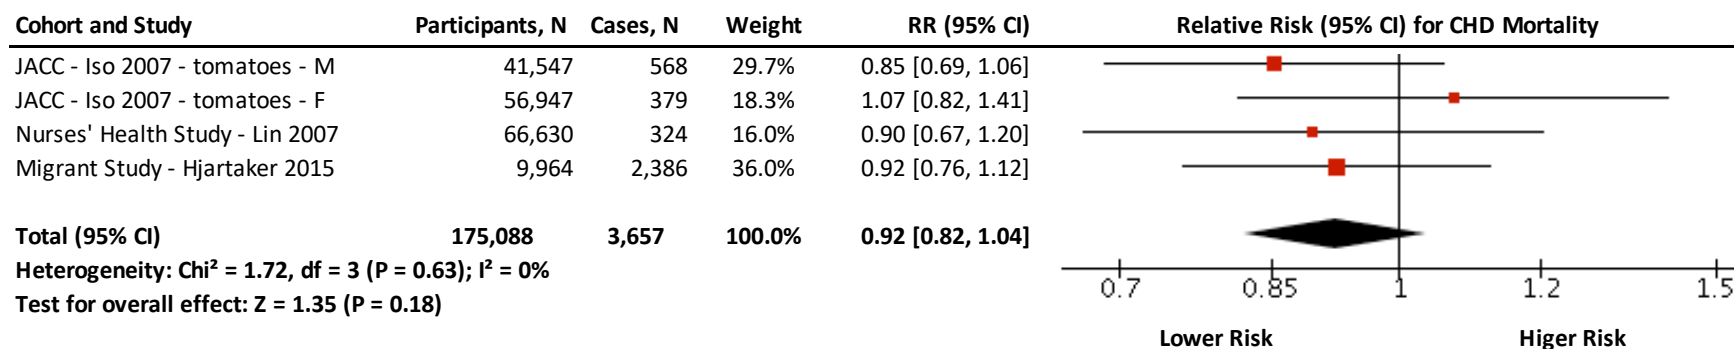 Cohort and Study Participants, N Cases, N Weight RR (95% CI) Relative Risk (95% CI) for CHD Mortality
JACC - Iso 2007 - tomatoes - M 41,547 568 29.7% 0.85 [0.69, 1.06]
JACC - Iso 2007 - tomatoes - F 56,947 379 18.3% 1.07 [0.82, 1.41]
Nurses' Health Study - Lin 2007 66,630 324 16.0% 0.90 [0.67, 1.20]
Migrant Study - Hjartaker 2015 9,964 2,386 36.0% 0.92 [0.76, 1.12]
Total (95% CI) 175,088 3,657 100.0% 0.92 [0.82, 1.04]
Heterogeneity: Chi² = 1.72, df = 3 (P = 0.63); I² = 0%
0.7 0.85 1 1.2 1.5
Test for overall effect: Z = 1.35 (P = 0.18)
Lower Risk Higer Risk